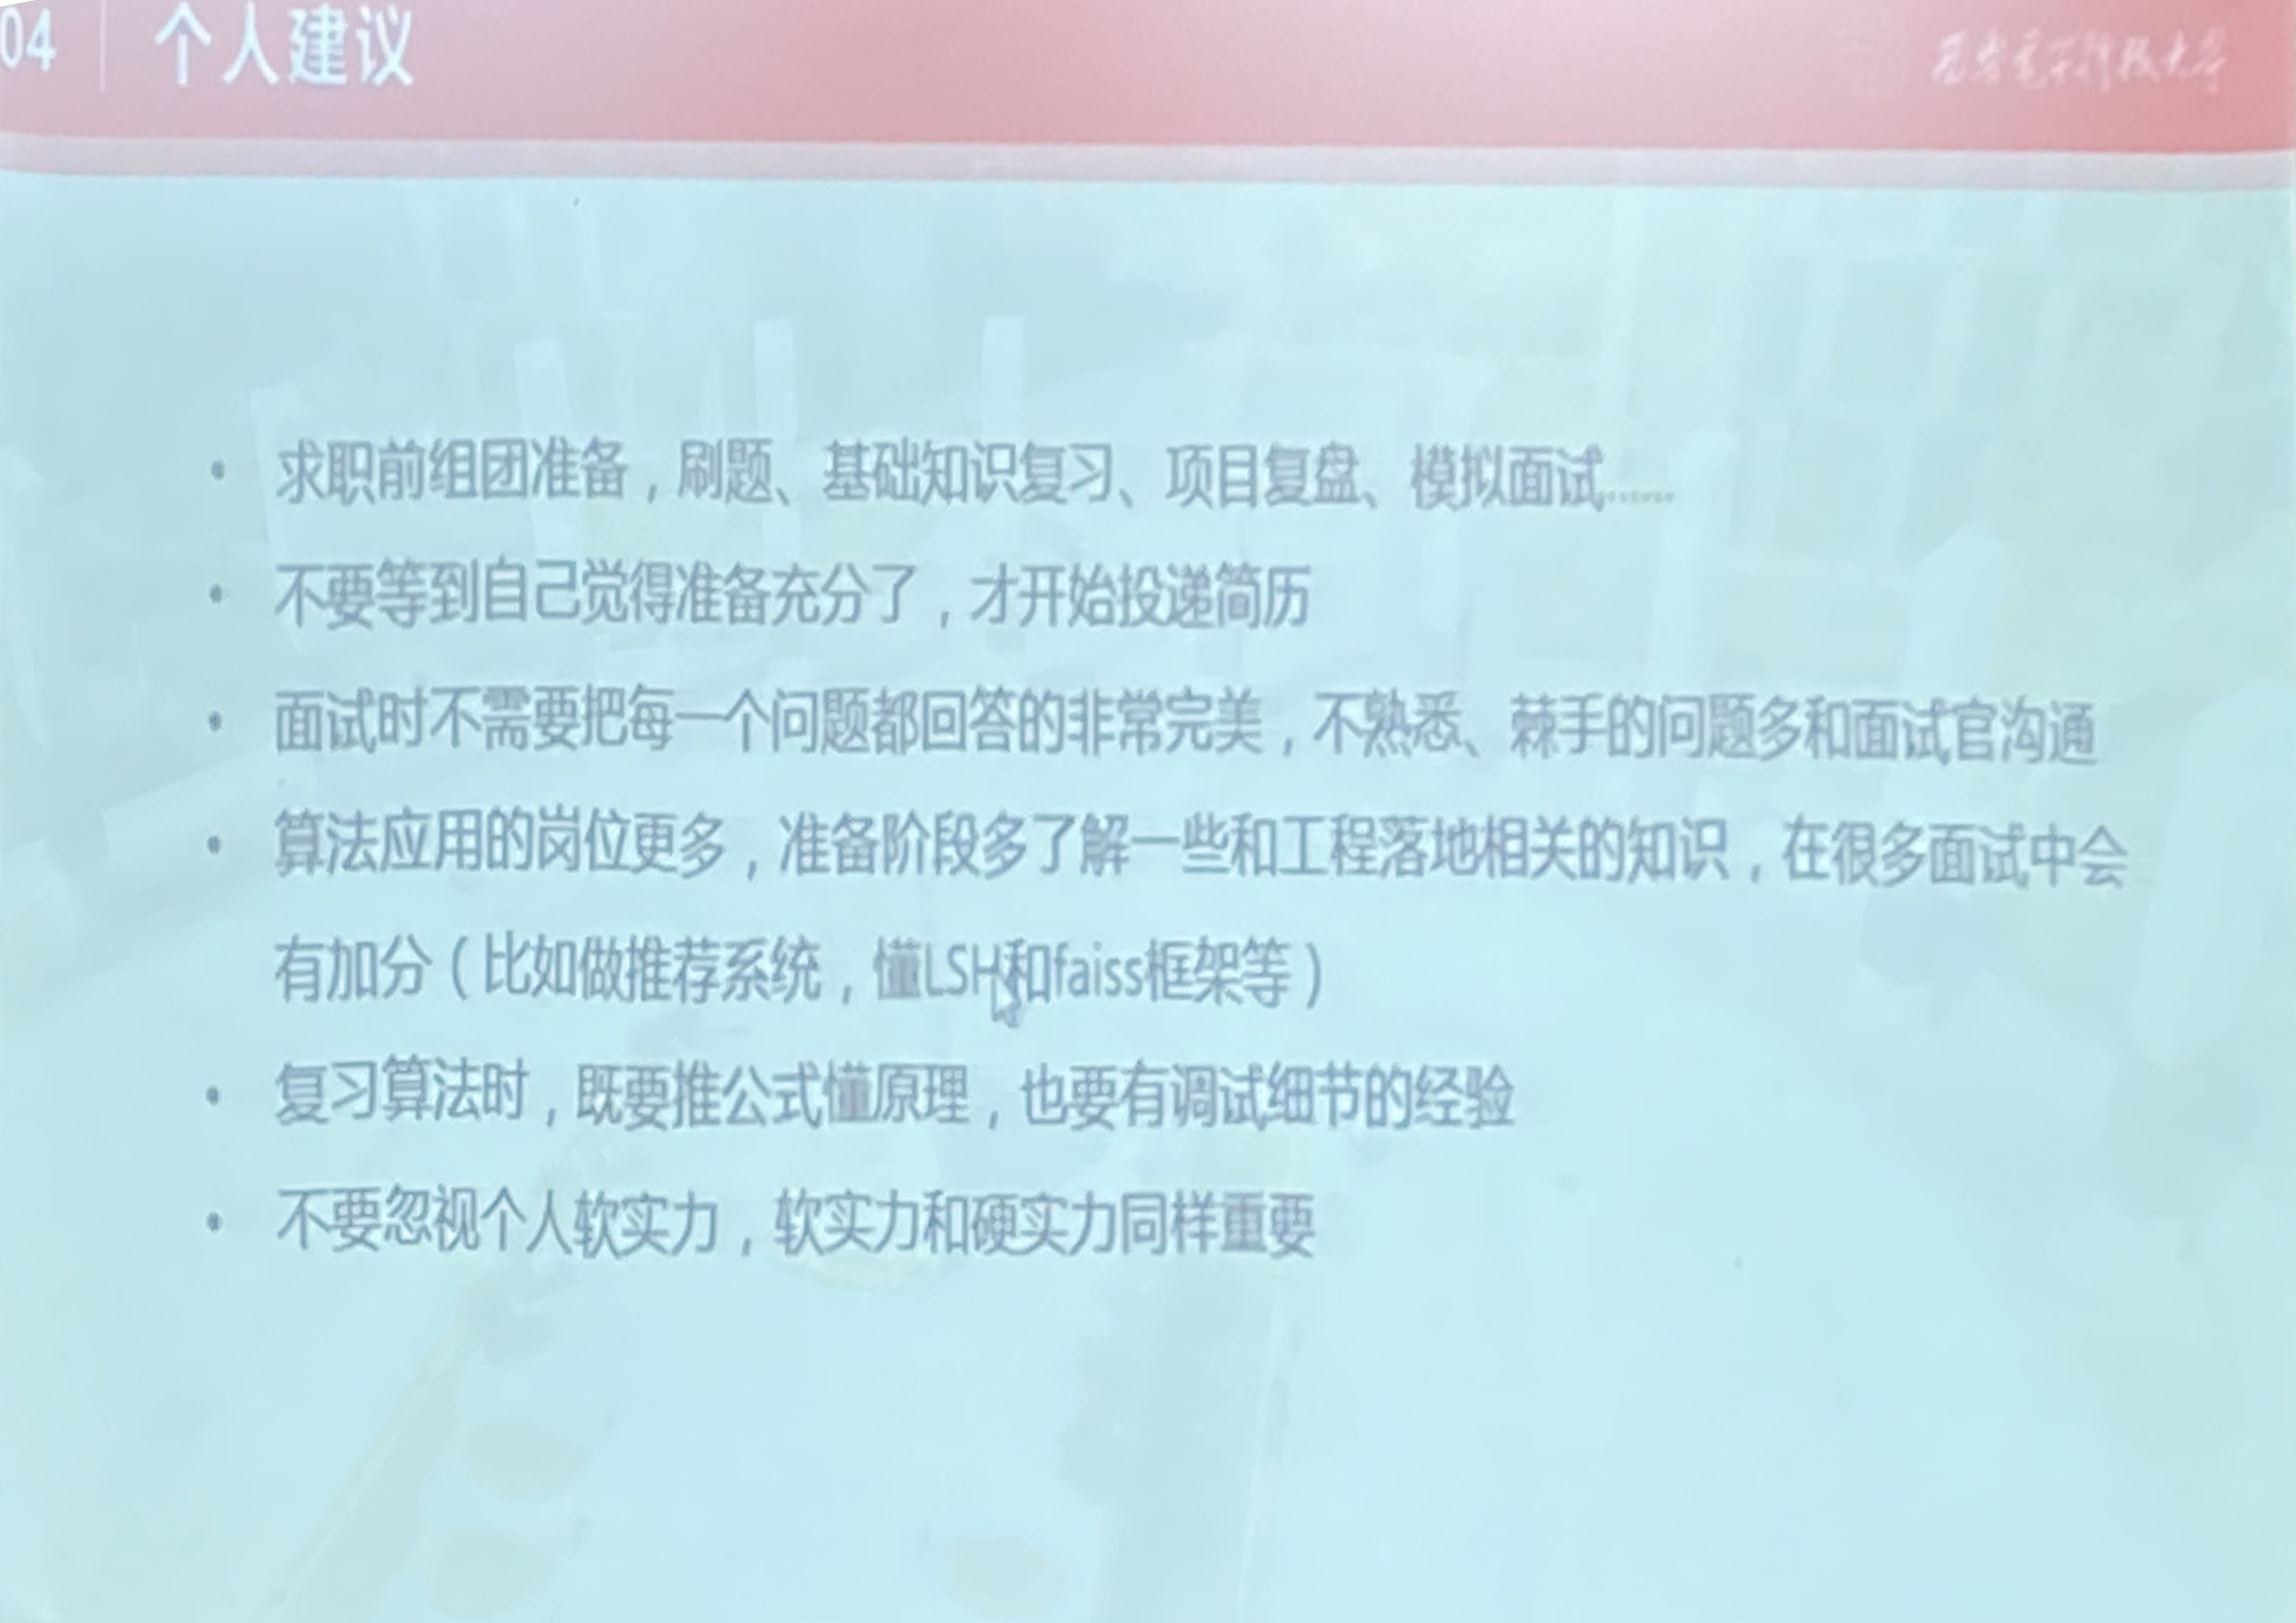 04 个人建议
西安电子科技大学
• 求职前组团准备，刷题、基础知识复习、项目复盘、模拟面试......
• 不要等到自己觉得准备充分了，才开始投递简历
• 面试时不需要把每一个问题都回答的非常完美，不熟悉、棘手的问题多和面试官沟通
• 算法应用的岗位更多，准备阶段多了解一些和工程落地相关的知识，在很多面试中会
有加分（比如做推荐系统，懂LSH和faiss框架等）
• 复习算法时，既要推公式懂原理，也要有调试细节的经验
• 不要忽视个人软实力，软实力和硬实力同样重要